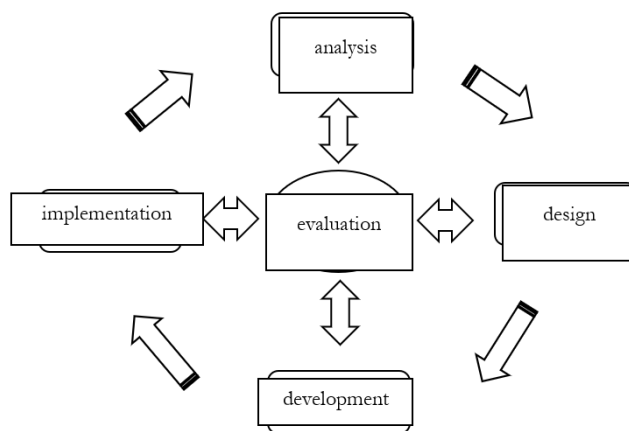 analysis
implementation
evaluation
design
development